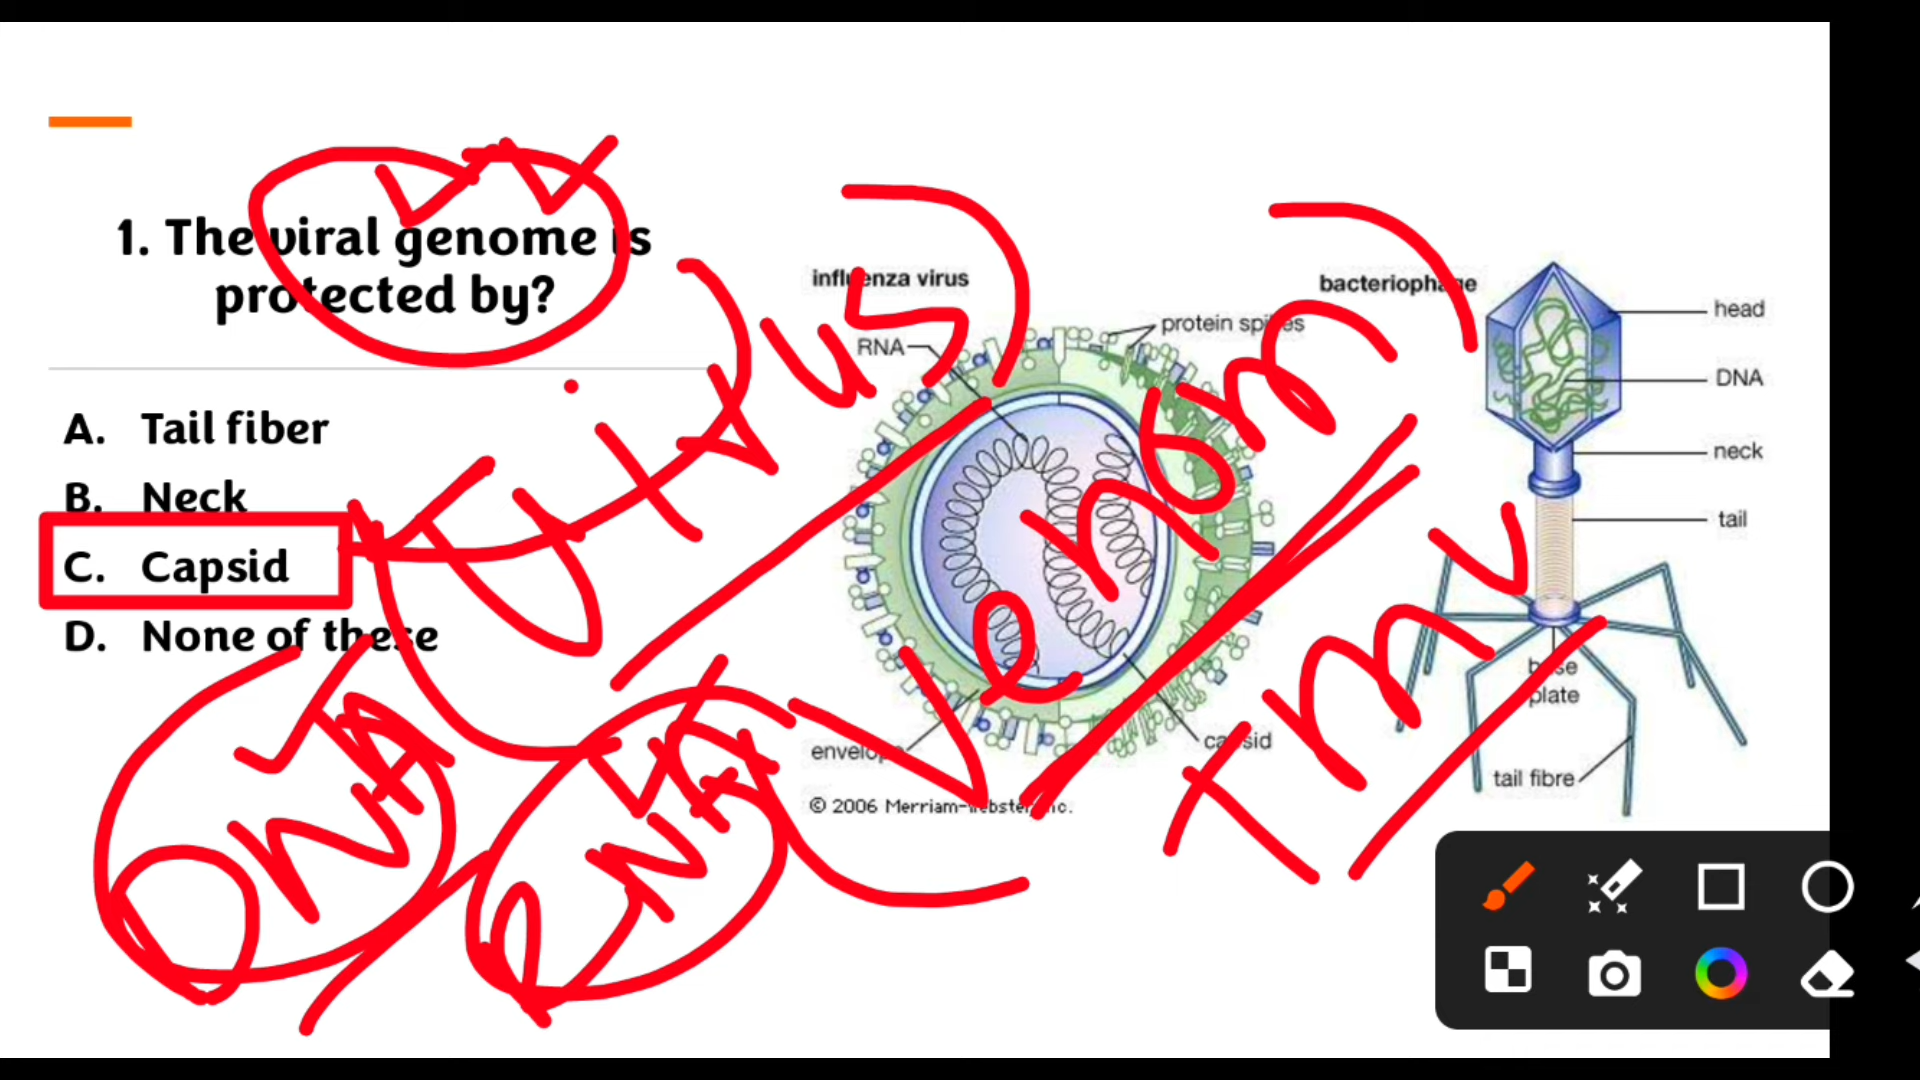 1. The viral genome is
protected by?
A. Tail fiber
B. Neck
C. Capsid
D. None of these
influenza virus
RNA
protein spikes
envelope
capsid
© 2006 Merriam-Webster, Inc.
bacteriophage
head
DNA
neck
tail
base
plate
tail fibre
(Virus)
(Venom)
TMV
DNA
RNA